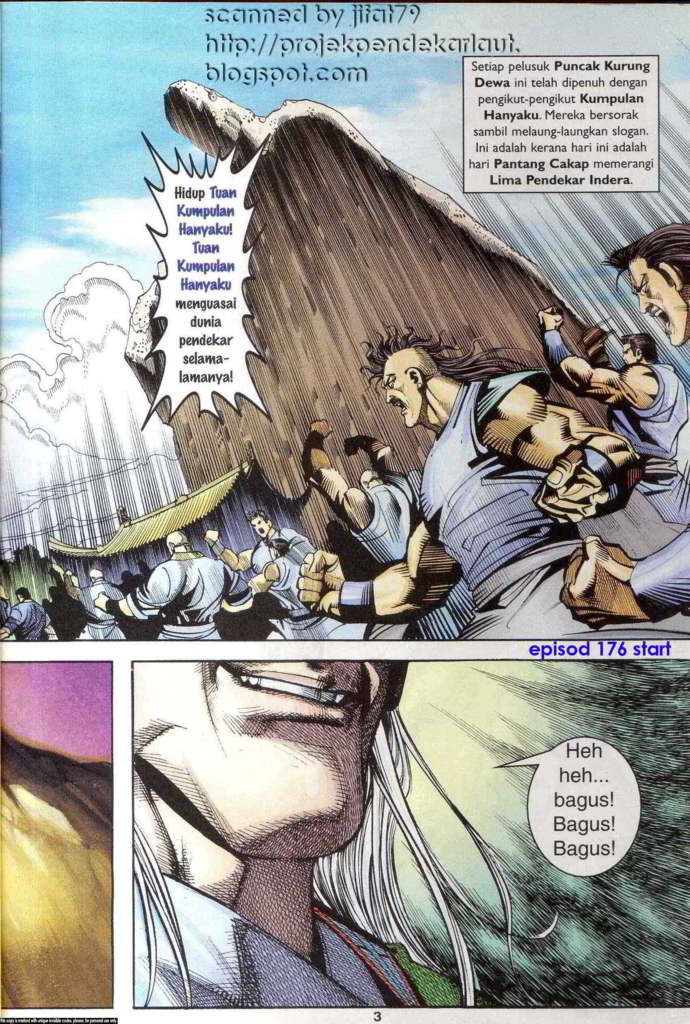 scanned by jifat79
http://projekpendekarlaut.
blogspot.com
Setiap pelusuk Puncak Kurung
Dewa ini telah dipenuh dengan
pengikut-pengikut Kumpulan
Hanyaku. Mereka bersorak
sambil melaung-laungkan slogan.
Ini adalah kerana hari ini adalah
hari Pantang Cakap memerangi
Lima Pendekar Indera.
Hidup Tuan
Kumpulan
Hanyaku!
Tuan
Kumpulan
Hanyaku
menguasai
dunia
pendekar
selama-
lamanya!
episod 176 start
Heh
heh...
bagus!
Bagus!
Bagus!
3